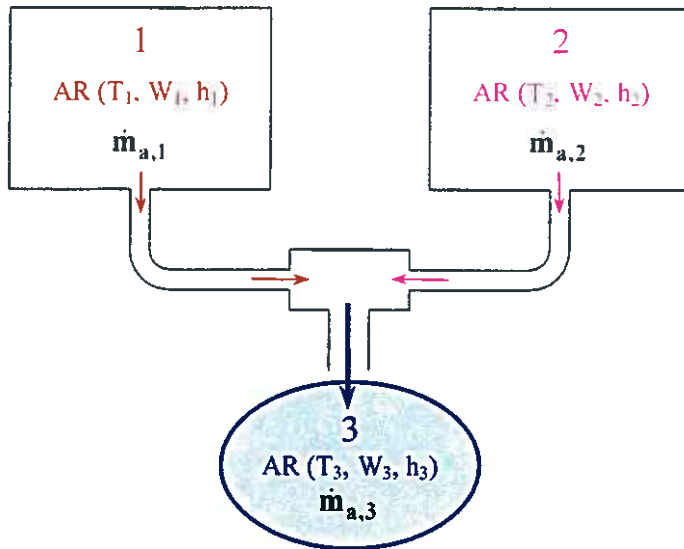 1
AR (T₁, W₁, h₁)
ṁₐ,₁
2
AR (T₂, W₂, h₂)
ṁₐ,₂
3
AR (T₃, W₃, h₃)
ṁₐ,₃